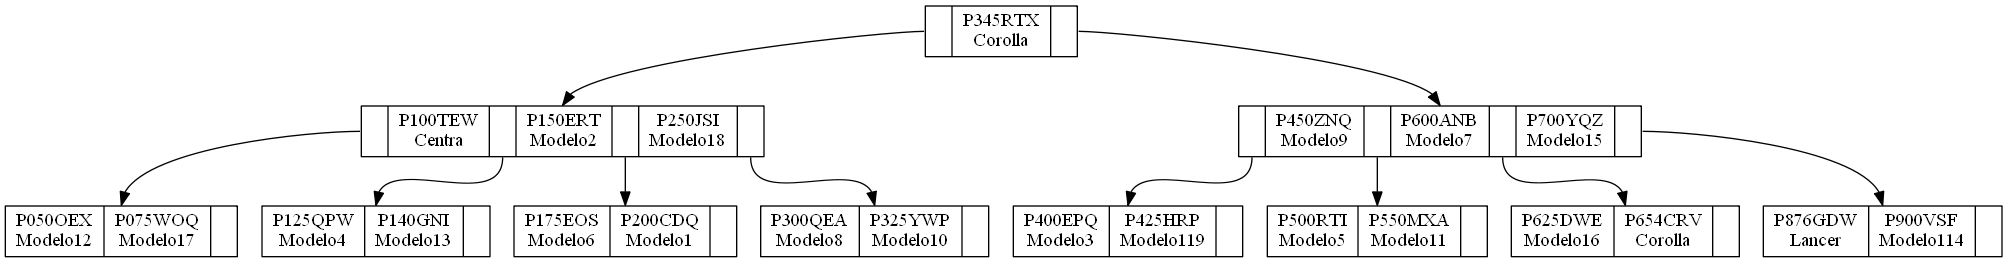 P345RTX
Corolla
P100TEW
Centra
P150ERT
Modelo2
P250JSI
Modelo18
P450ZNQ
Modelo9
P600ANB
Modelo7
P700YQZ
Modelo15
P050OEX
Modelo12
P075WOQ
Modelo17
P125QPW
Modelo4
P140GNI
Modelo13
P175EOS
Modelo6
P200CDQ
Modelo1
P300QEA
Modelo8
P325YWP
Modelo10
P400EPQ
Modelo3
P425HRP
Modelo119
P500RTI
Modelo5
P550MXA
Modelo11
P625DWE
Modelo16
P654CRV
Corolla
P876GDW
Lancer
P900VSF
Modelo114